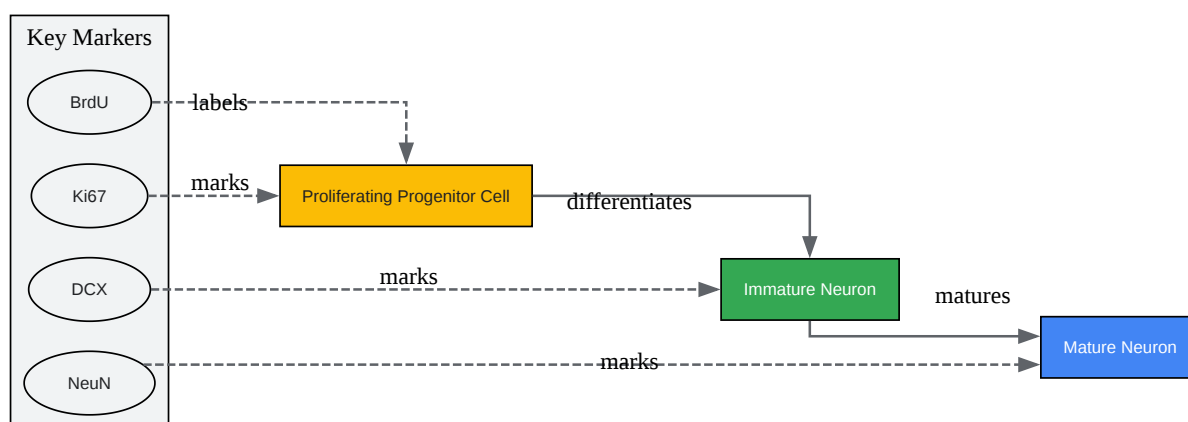 Key Markers
BrdU
labels
Ki67
marks
Proliferating Progenitor Cell
differentiates
DCX
marks
Immature Neuron
matures
NeuN
marks
Mature Neuron